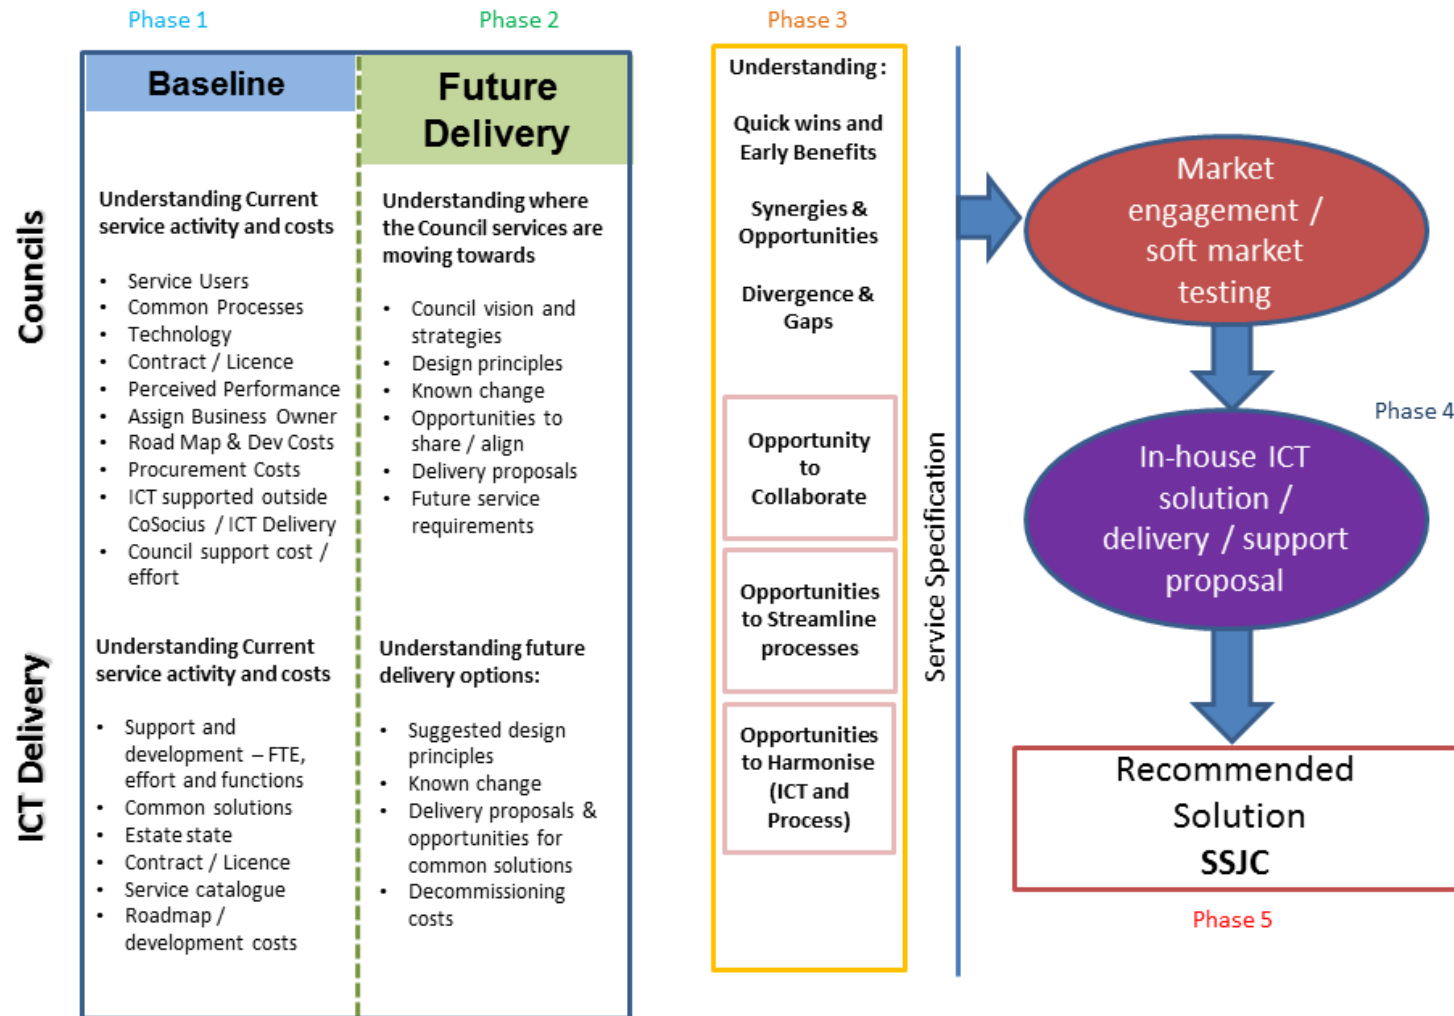 Phase 1
Phase 2
Phase 3
Baseline
Future
Delivery
Councils
Understanding Current
service activity and costs
• Service Users
• Common Processes
• Technology
• Contract / Licence
• Perceived Performance
• Assign Business Owner
• Road Map & Dev Costs
• Procurement Costs
• ICT supported outside
CoSocius / ICT Delivery
• Council support cost /
effort
Understanding where
the Council services are
moving towards
• Council vision and
strategies
• Design principles
• Known change
• Opportunities to
share / align
• Delivery proposals
• Future service
requirements
ICT Delivery
Understanding Current
service activity and costs
• Support and
development – FTE,
effort and functions
• Common solutions
• Estate state
• Contract / Licence
• Service catalogue
• Roadmap /
development costs
Understanding future
delivery options:
• Suggested design
principles
• Known change
• Delivery proposals &
opportunities for
common solutions
• Decommissioning
costs
Understanding :
Quick wins and
Early Benefits
Synergies &
Opportunities
Divergence &
Gaps
Opportunity
to
Collaborate
Opportunities
to Streamline
processes
Opportunities
to Harmonise
(ICT and
Process)
Service Specification
Market
engagement /
soft market
testing
Phase 4
In-house ICT
solution /
delivery / support
proposal
Recommended
Solution
SSJC
Phase 5